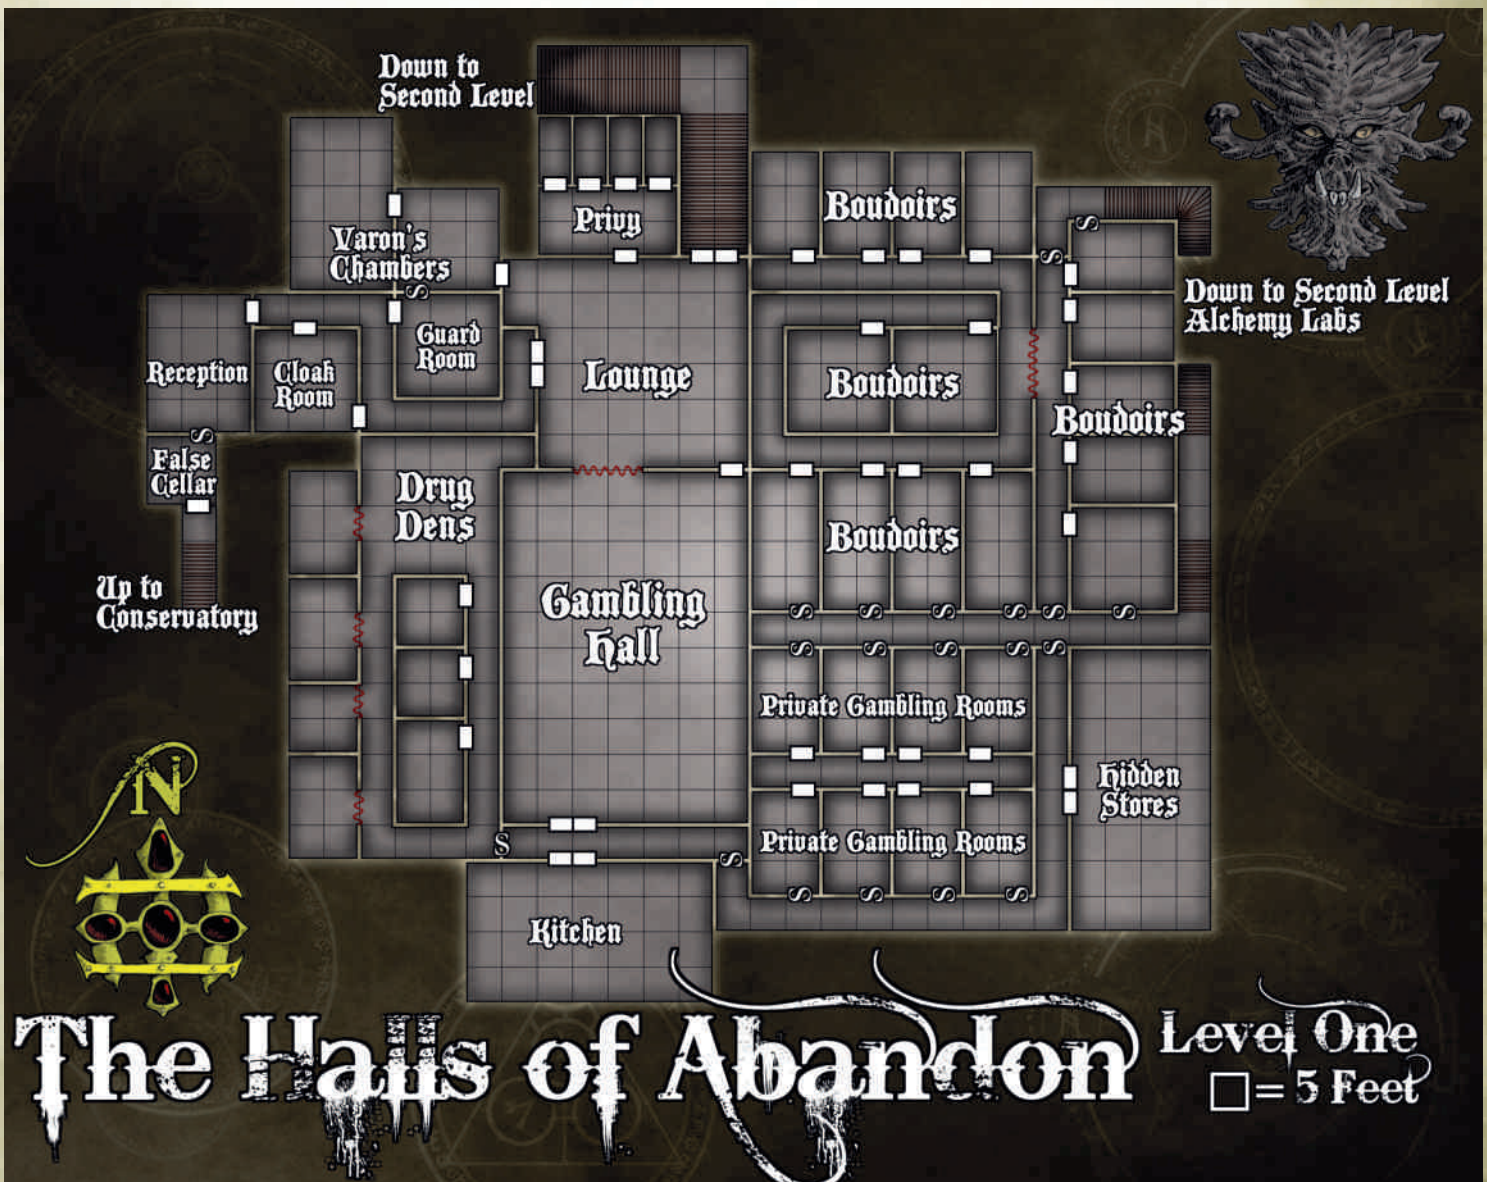 Down to
Second Level
Privy
Boudoirs
Varon's
Chambers
S
S
S
Down to Second Level
Alchemy Labs
Guard
Room
Reception
Cloak
Room
Lounge
Boudoirs
Boudoirs
S
False
Cellar
Drug
Dens
Boudoirs
Up to
Conservatory
Gambling
Hall
S
S
S
S
S
S
S
S
S
S
S
Private Gambling Rooms
Hidden
Stores
Private Gambling Rooms
S
S
S
S
S
S
Kitchen
N
The Halls of Abandon
Level One
= 5 Feet